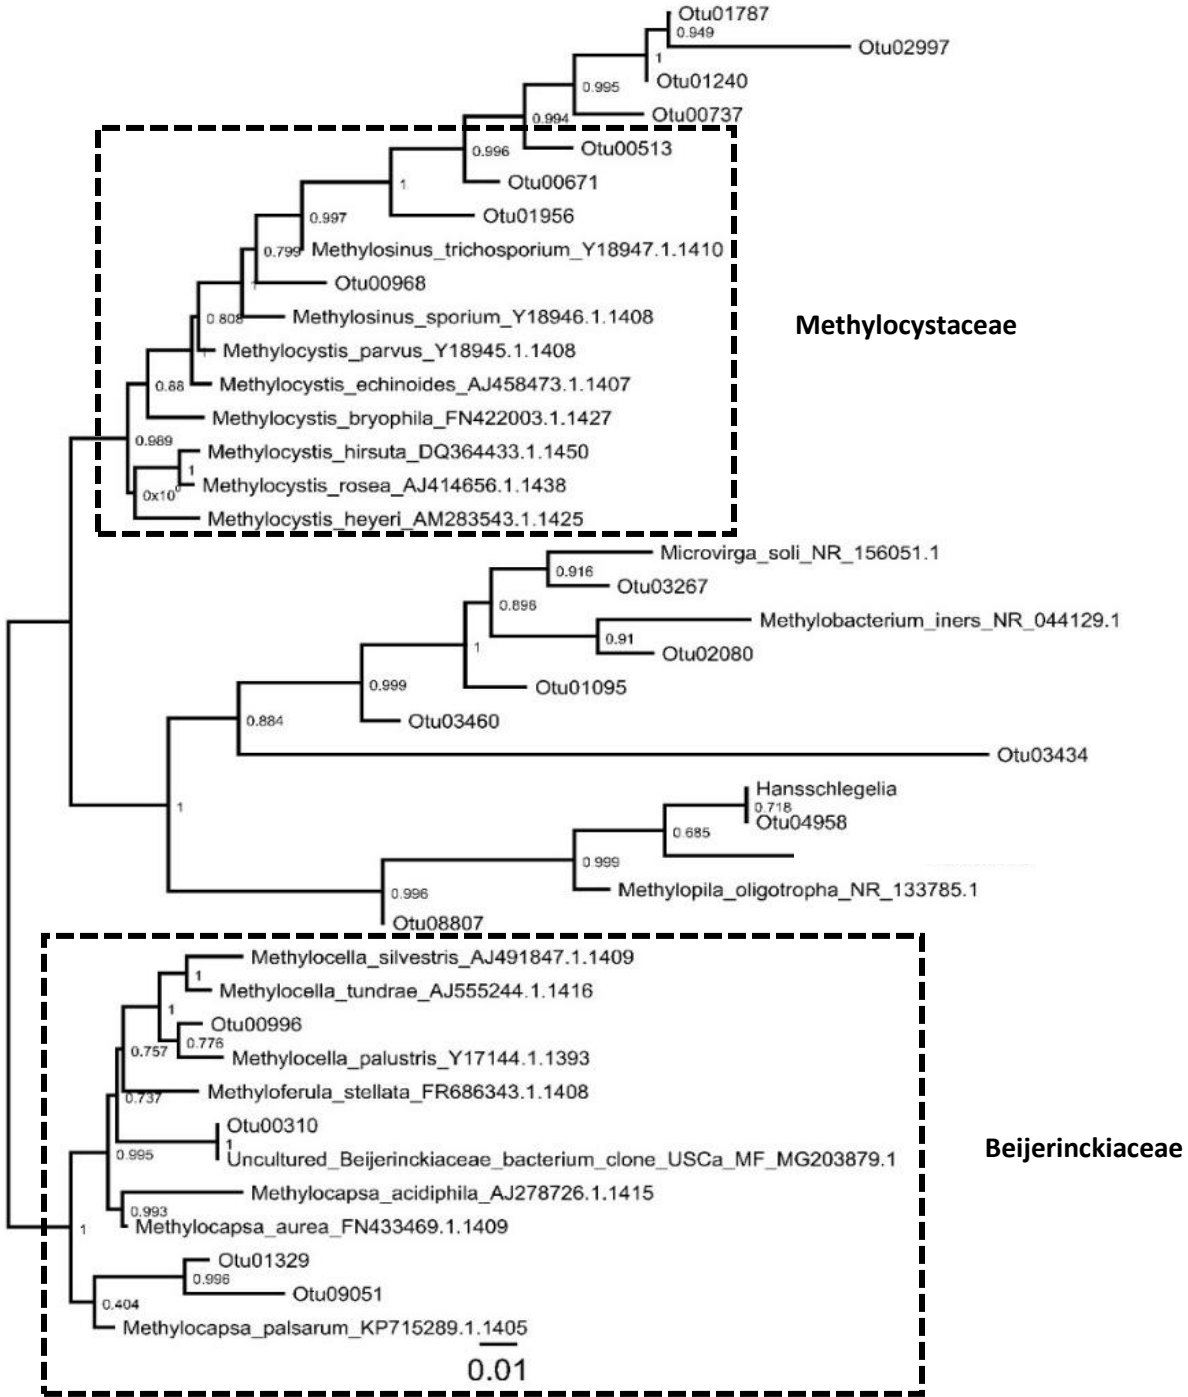 Otu01787
0.949
Otu02997
1
Otu01240
0.995
Otu00737
0.994
Otu00513
0.996
Otu00671
1
Otu01956
0.997
Methylosinus_trichosporium_Y18947.1.1410
0.799
Otu00968
1
Methylosinus_sporium_Y18946.1.1408
0.808
Methylocystaceae
Methylocystis_parvus_Y18945.1.1408
1
Methylocystis_echinoides_AJ458473.1.1407
0.88
Methylocystis_bryophila_FN422003.1.1427
0.989
Methylocystis_hirsuta_DQ364433.1.1450
1
Methylocystis_rosea_AJ414656.1.1438
0x10⁰
Methylocystis_heyeri_AM283543.1.1425
Microvirga_soli_NR_156051.1
0.916
Otu03267
0.898
Methylobacterium_iners_NR_044129.1
0.91
1
Otu02080
0.999
Otu01095
0.884
Otu03460
Otu03434
Hansschlegelia
1
0.718
Otu04958
0.685
0.999
Methylopila_oligotropha_NR_133785.1
0.996
Otu08807
Methylocella_silvestris_AJ491847.1.1409
1
Methylocella_tundrae_AJ555244.1.1416
1
Otu00996
0.776
0.757
Methylocella_palustris_Y17144.1.1393
Methyloferula_stellata_FR686343.1.1408
0.737
Otu00310
1
Beijerinckiaceae
0.995
Uncultured_Beijerinckiaceae_bacterium_clone_USCa_MF_MG203879.1
Methylocapsa_acidiphila_AJ278726.1.1415
0.993
Methylocapsa_aurea_FN433469.1.1409
1
Otu01329
0.996
Otu09051
0.404
Methylocapsa_palsarum_KP715289.1.1405
0.01